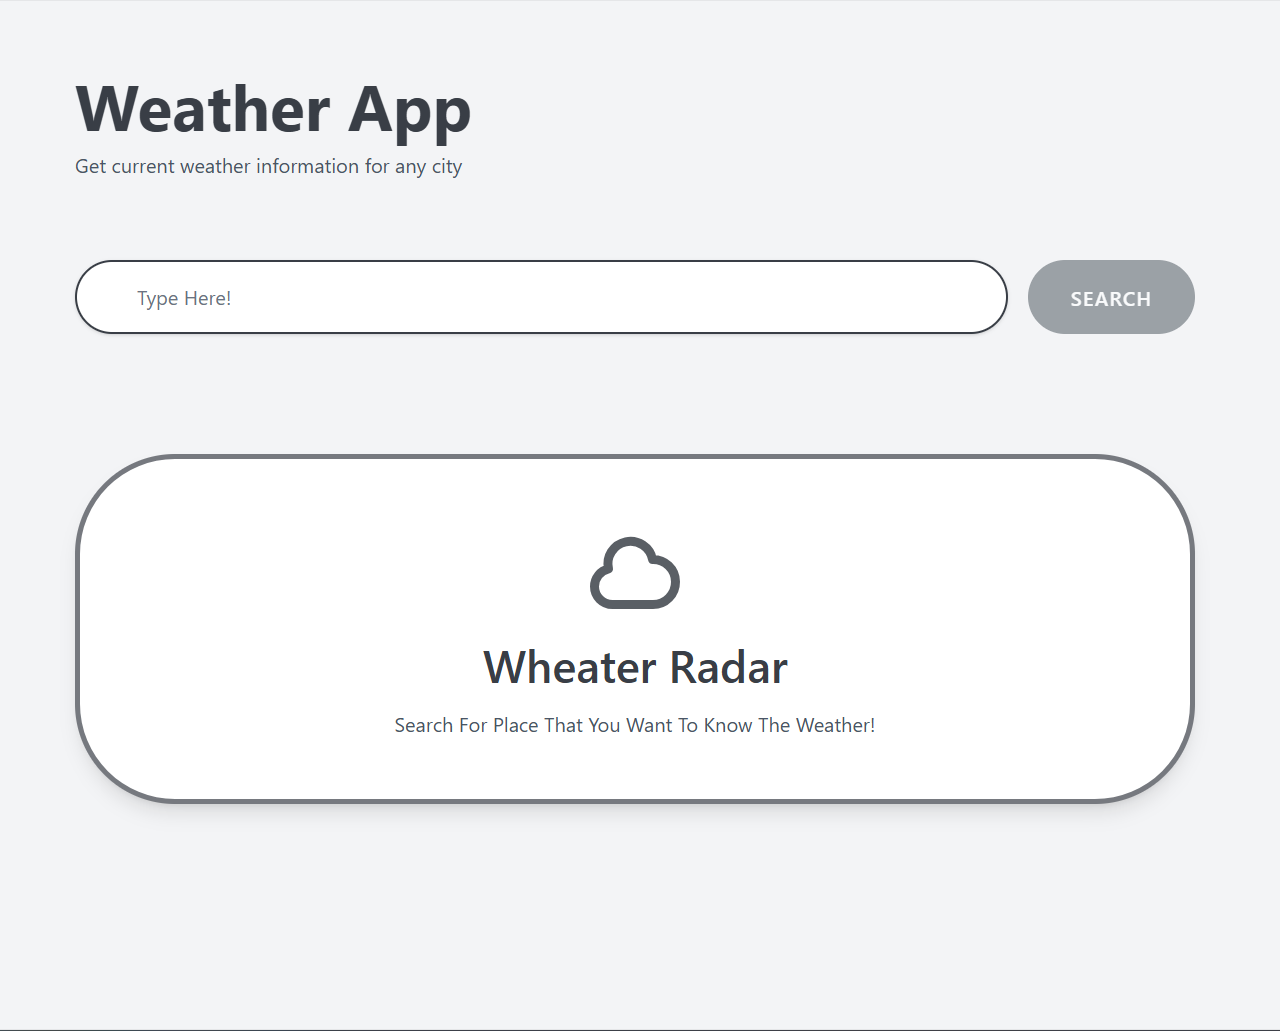 Weather App
Get current weather information for any city
Type Here!
SEARCH
Wheater Radar
Search For Place That You Want To Know The Weather!